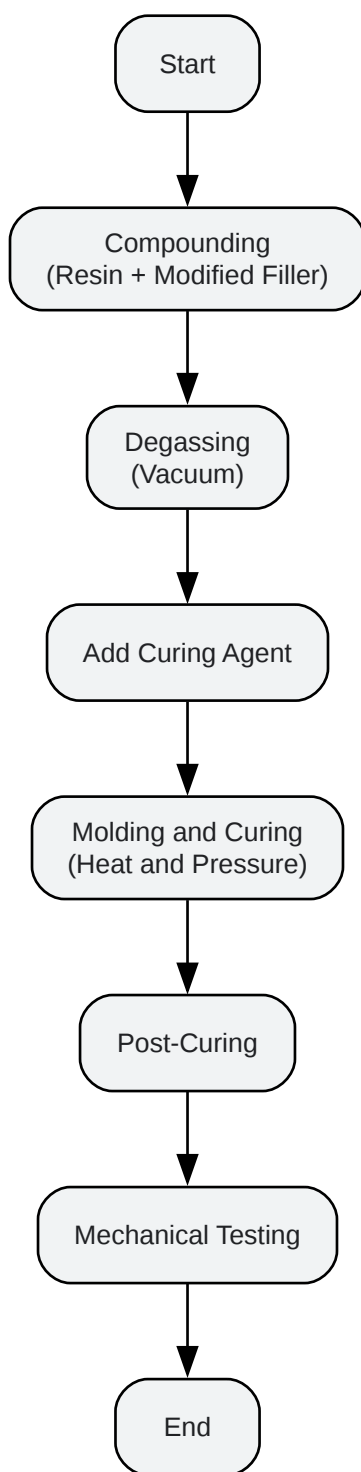 Start
Compounding
(Resin + Modified Filler)
Degassing
(Vacuum)
Add Curing Agent
Molding and Curing
(Heat and Pressure)
Post-Curing
Mechanical Testing
End